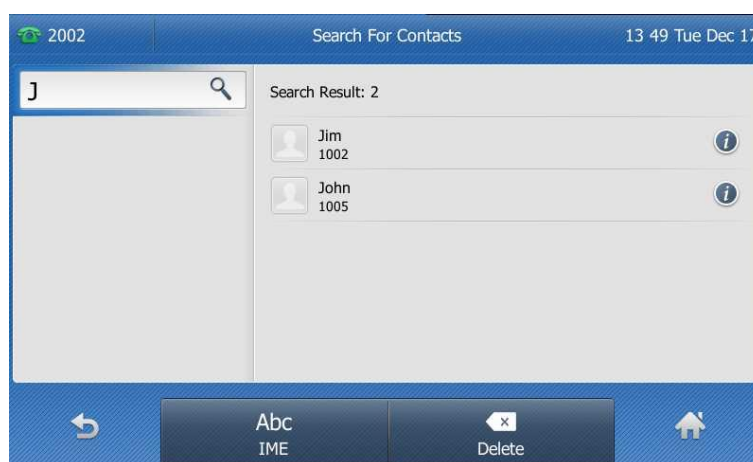 2002
Search For Contacts
13 49 Tue Dec 17
J
Search Result: 2
Jim
1002
John
1005
Abc
IME
Delete